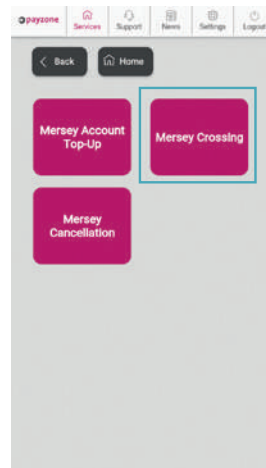 payzone
Services
Support
News
Settings
Logout
Back
Home
Mersey Account
Top-Up
Mersey Crossing
Mersey
Cancellation